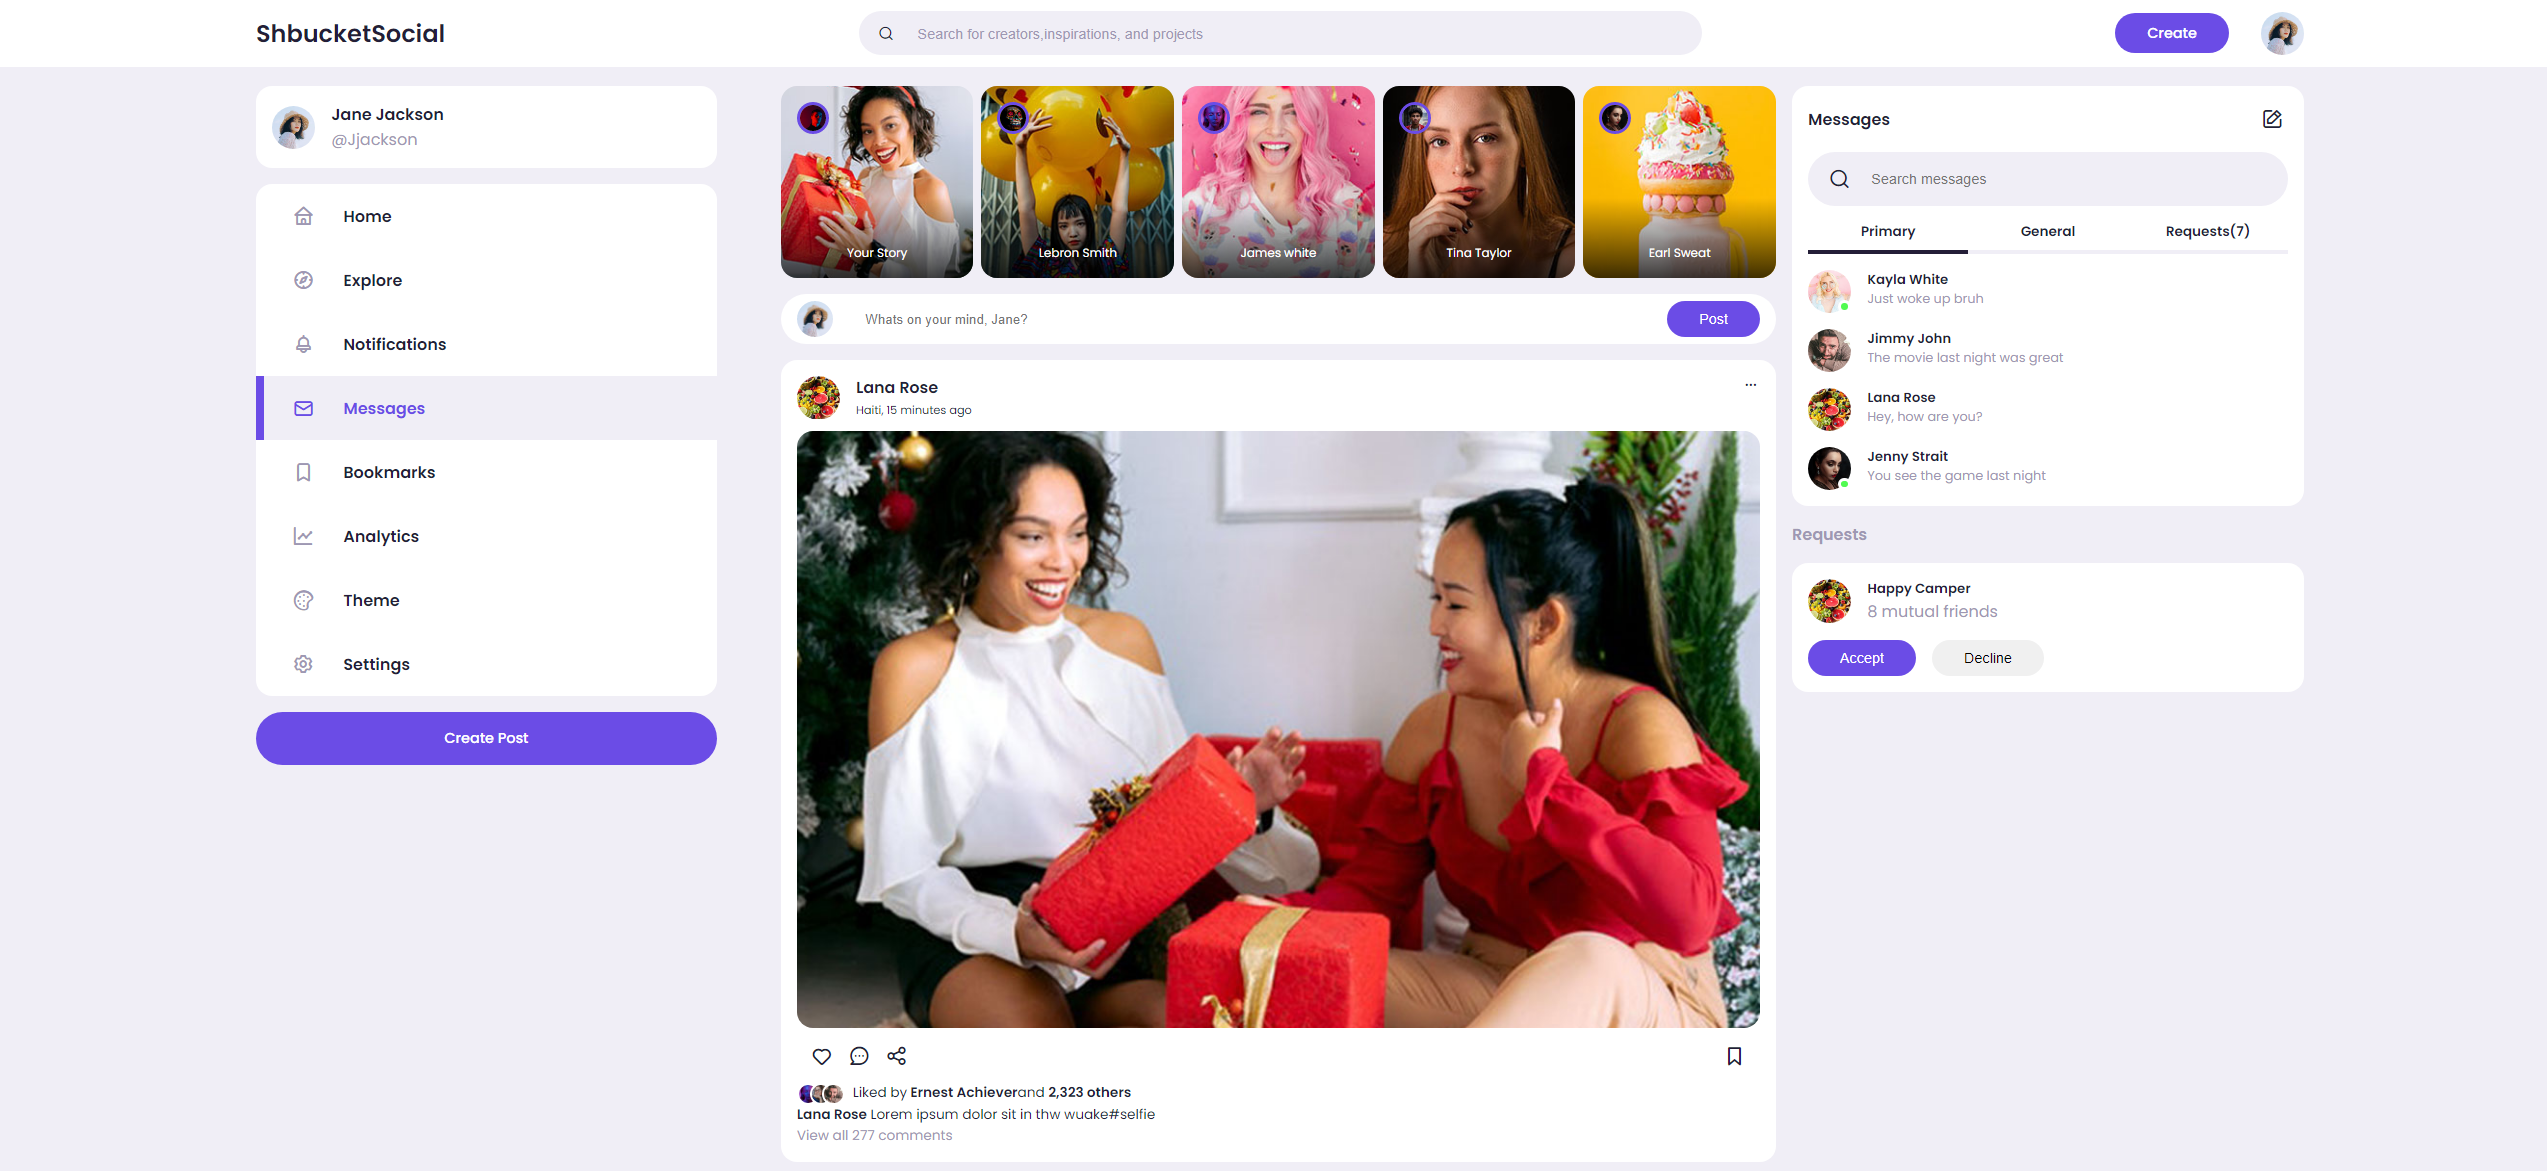 ShbucketSocial
Search for creators,inspirations, and projects
Create
Jane Jackson
@Jjackson
Home
Explore
Notifications
Messages
Bookmarks
Analytics
Theme
Settings
Create Post
Your Story
Lebron Smith
James white
Tina Taylor
Earl Sweat
Whats on your mind, Jane?
Post
Lana Rose
Haiti, 15 minutes ago
Liked by Ernest Achieverand 2,323 others
Lana Rose Lorem ipsum dolor sit in thw wuake#selfie
View all 277 comments
Messages
Search messages
Primary General Requests(7)
Kayla White
Just woke up bruh
Jimmy John
The movie last night was great
Lana Rose
Hey, how are you?
Jenny Strait
You see the game last night
Requests
Happy Camper
8 mutual friends
Accept Decline